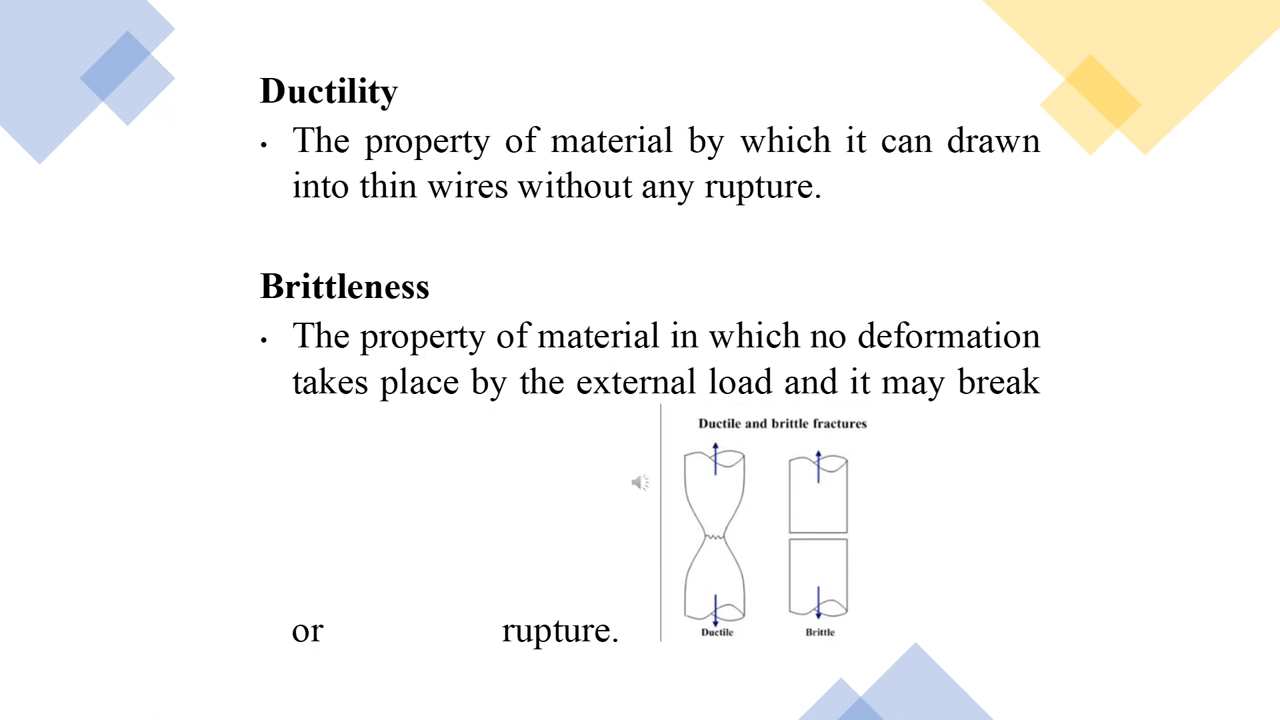 Ductility
• The property of material by which it can drawn
into thin wires without any rupture.
Brittleness
• The property of material in which no deformation
takes place by the external load and it may break
or rupture.
Ductile and brittle fractures
Ductile
Brittle